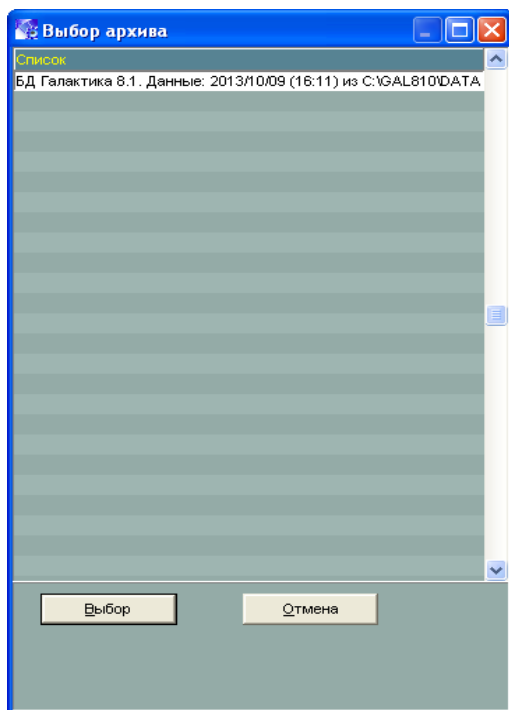 Выбор архива
Список
БД Галактика 8.1. Данные: 2013/10/09 (16:11) из C:\GAL810\DATA
Выбор
Отмена